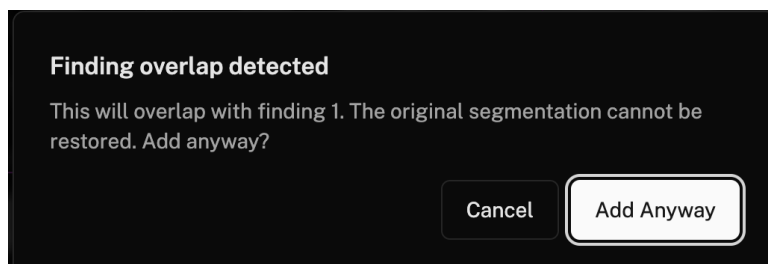 Finding overlap detected
This will overlap with finding 1. The original segmentation cannot be
restored. Add anyway?
Cancel
Add Anyway